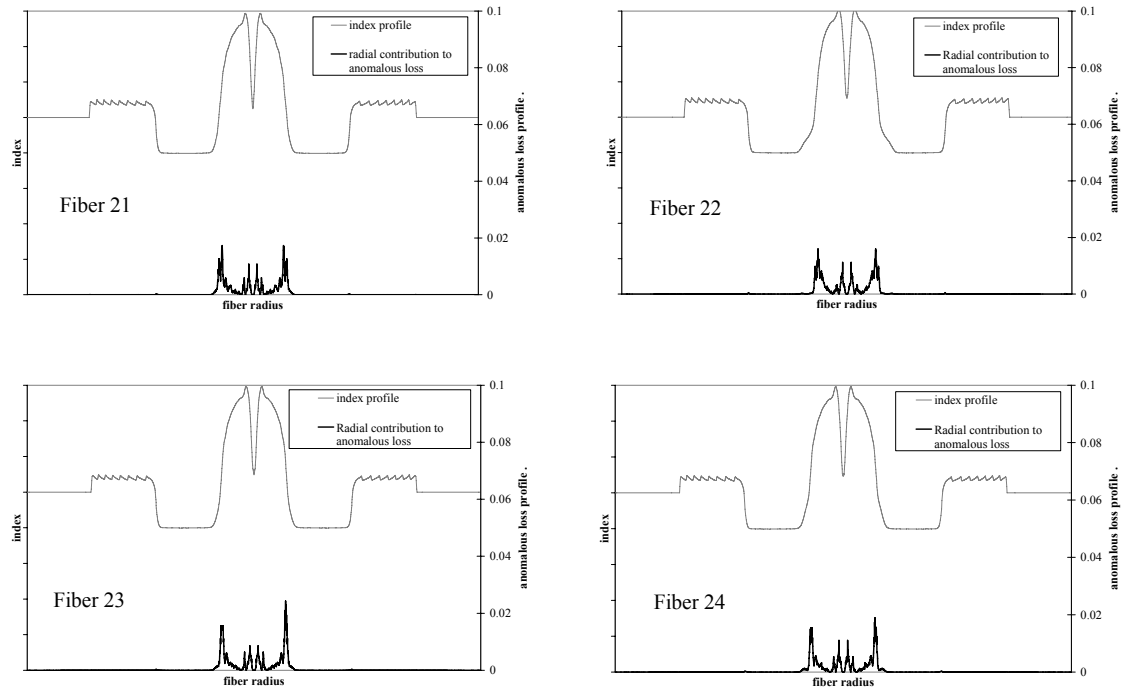 index profile
radial contribution to
anomalous loss
0.1
0.08
0.06
0.04
0.02
0
index
anomalous loss profile .
Fiber 21
fiber radius
index profile
Radial contribution to
anomalous loss
0.1
0.08
0.06
0.04
0.02
0
index
anomalous loss profile .
Fiber 22
fiber radius
index profile
Radial contribution to
anomalous loss
0.1
0.08
0.06
0.04
0.02
0
index
anomalous loss profile .
Fiber 23
fiber radius
index profile
Radial contribution to
anomalous loss
0.1
0.08
0.06
0.04
0.02
0
index
anomalous loss profile .
Fiber 24
fiber radius